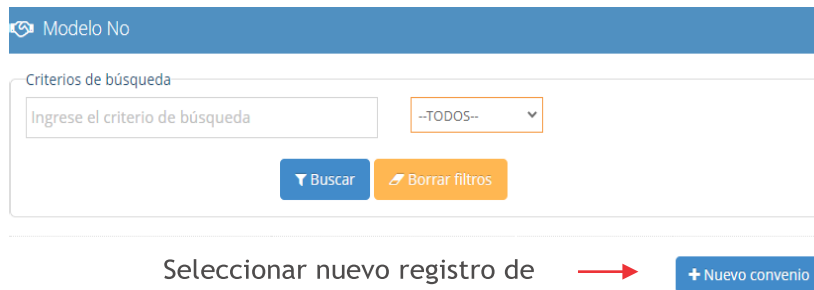 Modelo No
Criterios de búsqueda
Ingrese el criterio de búsqueda
--TODOS--
Buscar
Borrar filtros
Seleccionar nuevo registro de
+ Nuevo convenio